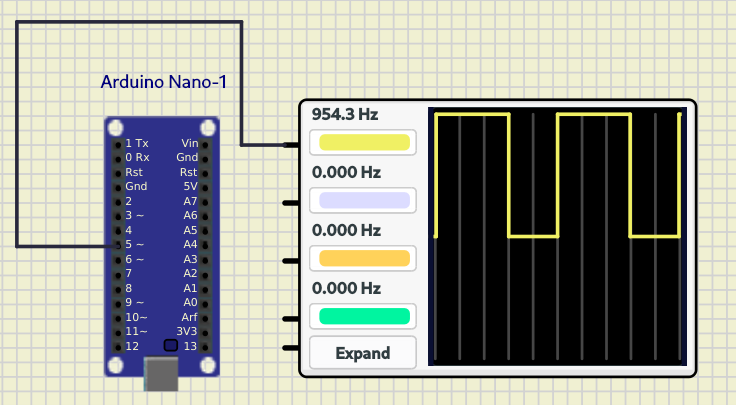 Arduino Nano-1
1 Tx Vin
0 Rx Gnd
Rst Rst
Gnd 5V
2 A7
3 ~ A6
4 A5
5 ~ A4
6 ~ A3
7 A2
8 A1
9 ~ A0
10~ Arf
11~ 3V3
12 13
954.3 Hz
0.000 Hz
0.000 Hz
0.000 Hz
Expand